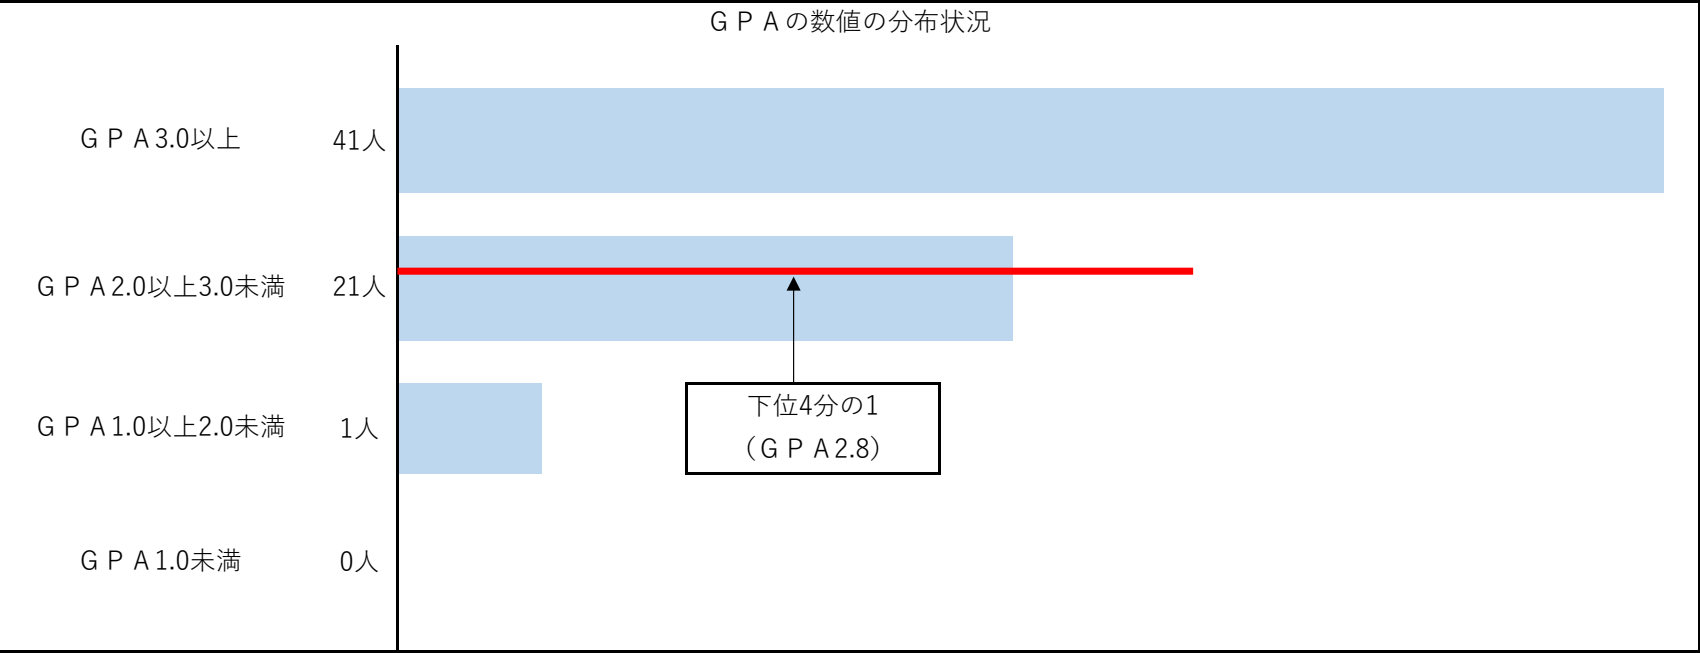 ＧＰＡの数値の分布状況
ＧＰＡ3.0以上 41人
ＧＰＡ2.0以上3.0未満 21人
ＧＰＡ1.0以上2.0未満 1人
下位4分の1
（ＧＰＡ2.8）
ＧＰＡ1.0未満 0人